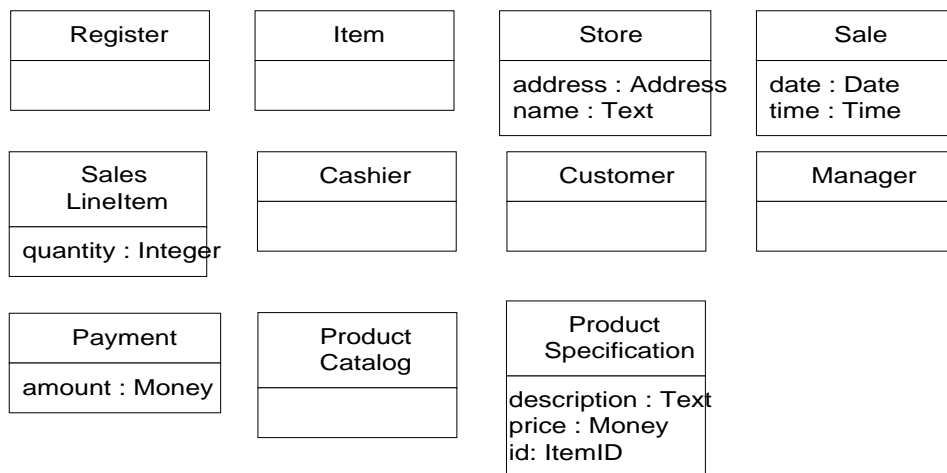 Register
Item
Store
address : Address
name : Text
Sale
date : Date
time : Time
Sales
LineItem
quantity : Integer
Cashier
Customer
Manager
Payment
amount : Money
Product
Catalog
Product
Specification
description : Text
price : Money
id: ItemID